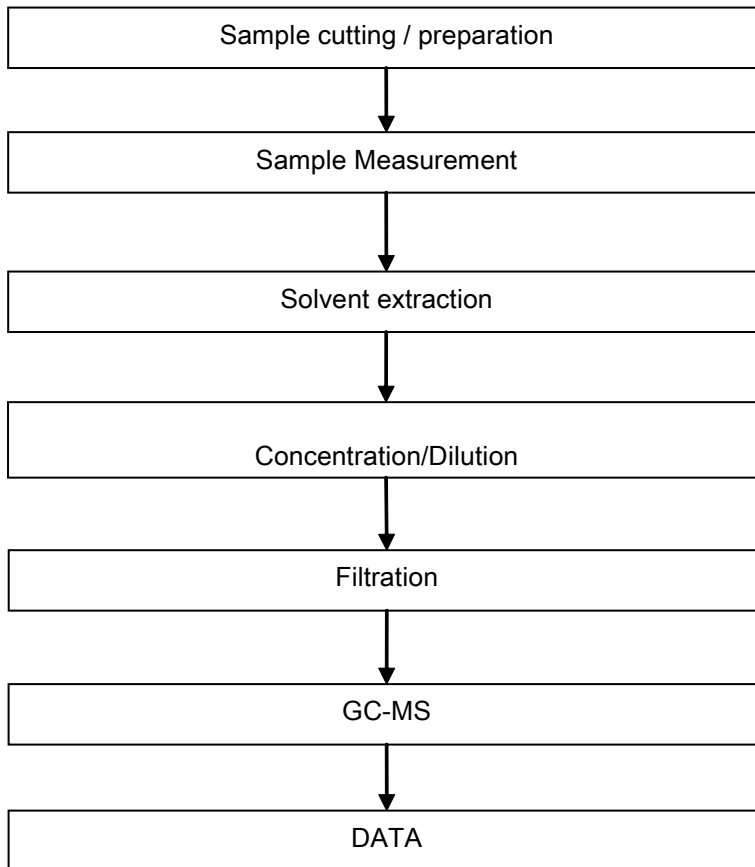 Sample cutting / preparation
Sample Measurement
Solvent extraction
Concentration/Dilution
Filtration
GC-MS
DATA